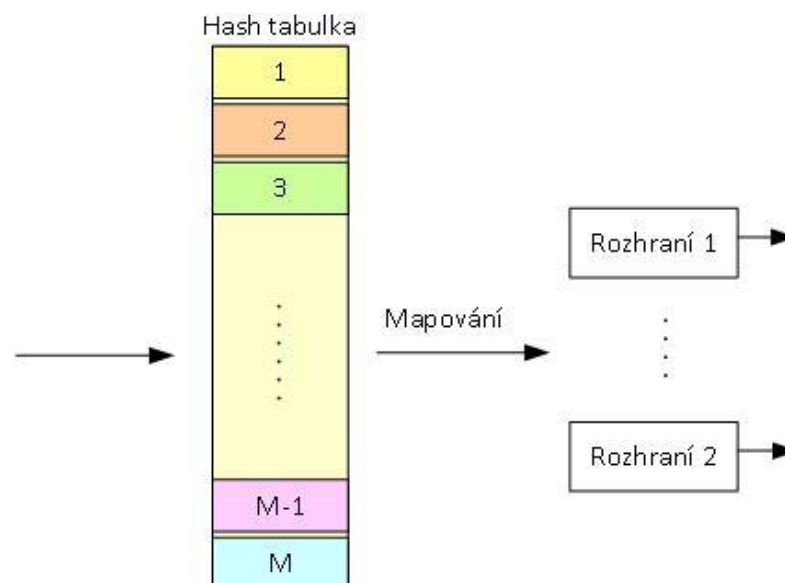 Hash tabulka
1
2
3
Rozhraní 1
Mapování
Rozhraní 2
M-1
M